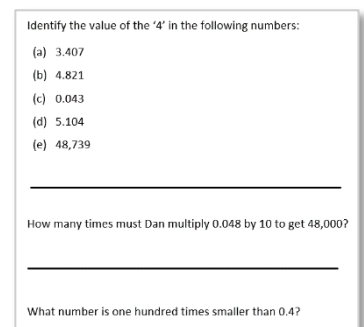 Identify the value of the ‘4’ in the following numbers:
(a) 3.407
(b) 4.821
(c) 0.043
(d) 5.104
(e) 48,739
How many times must Dan multiply 0.048 by 10 to get 48,000?
What number is one hundred times smaller than 0.4?